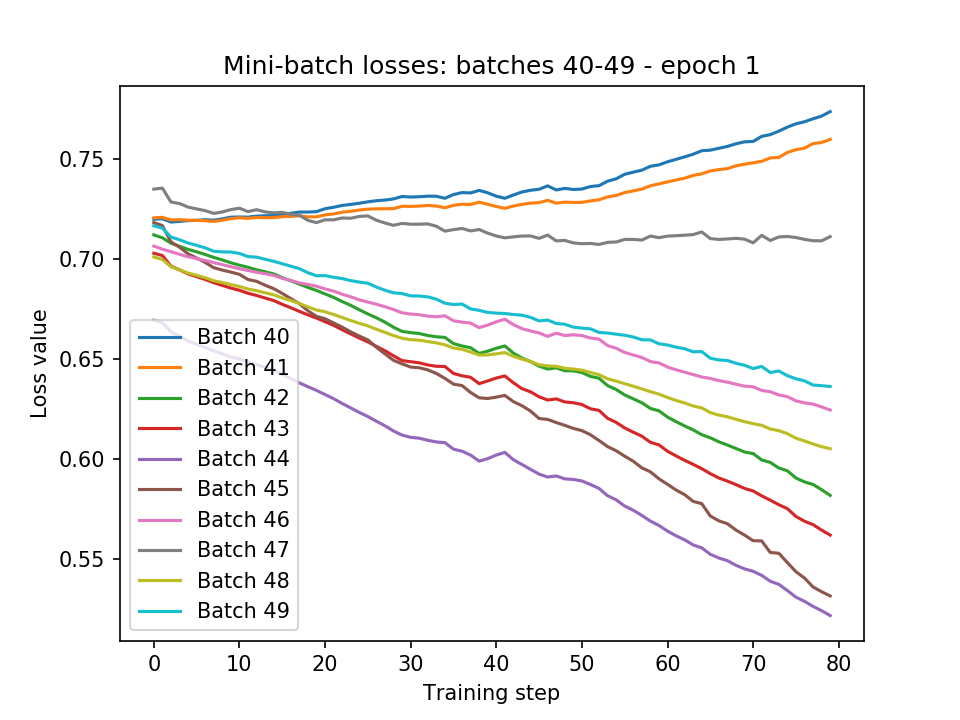 Mini-batch losses: batches 40-49 - epoch 1
Loss value
0.75
0.70
0.65
0.60
0.55
Batch 40
Batch 41
Batch 42
Batch 43
Batch 44
Batch 45
Batch 46
Batch 47
Batch 48
Batch 49
0 10 20 30 40 50 60 70 80
Training step